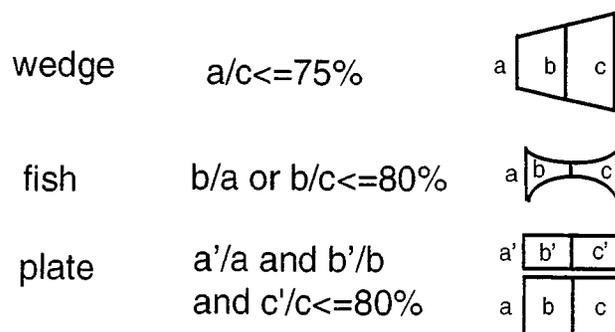 wedge a/c<=75% a b c
fish b/a or b/c<=80% a b c
plate a'/a and b'/b a' b' c'
and c'/c<=80% a b c